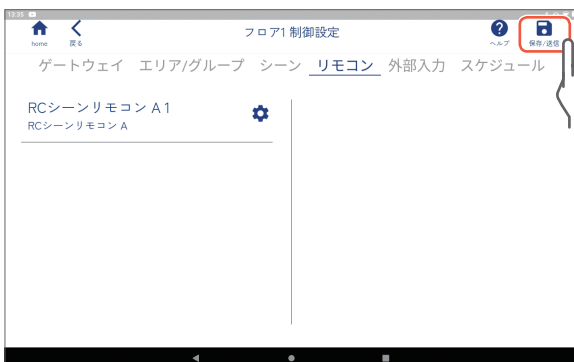 13:35
home
戻る
フロア1 制御設定
ヘルプ
保存/送信
ゲートウェイ エリア/グループ シーン リモコン 外部入力 スケジュール
RCシーンリモコン A 1
RCシーンリモコン A